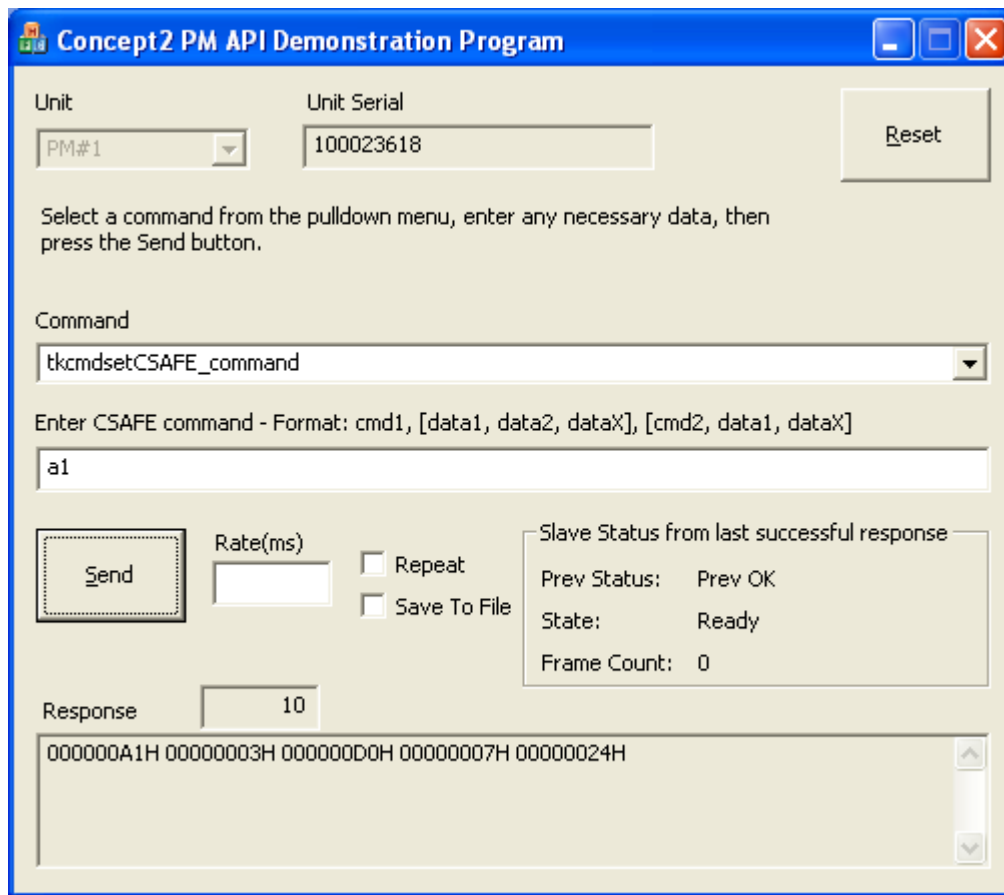 Concept2 PM API Demonstration Program
Unit
Unit Serial
PM#1
100023618
Reset
Select a command from the pulldown menu, enter any necessary data, then
press the Send button.
Command
tkcmdsetCSAFE_command
Enter CSAFE command - Format: cmd1, [data1, data2, dataX], [cmd2, data1, dataX]
a1
Send
Rate(ms)
Repeat
Save To File
Slave Status from last successful response
Prev Status: Prev OK
State: Ready
Frame Count: 0
Response 10
000000A1H 00000003H 000000D0H 00000007H 00000024H